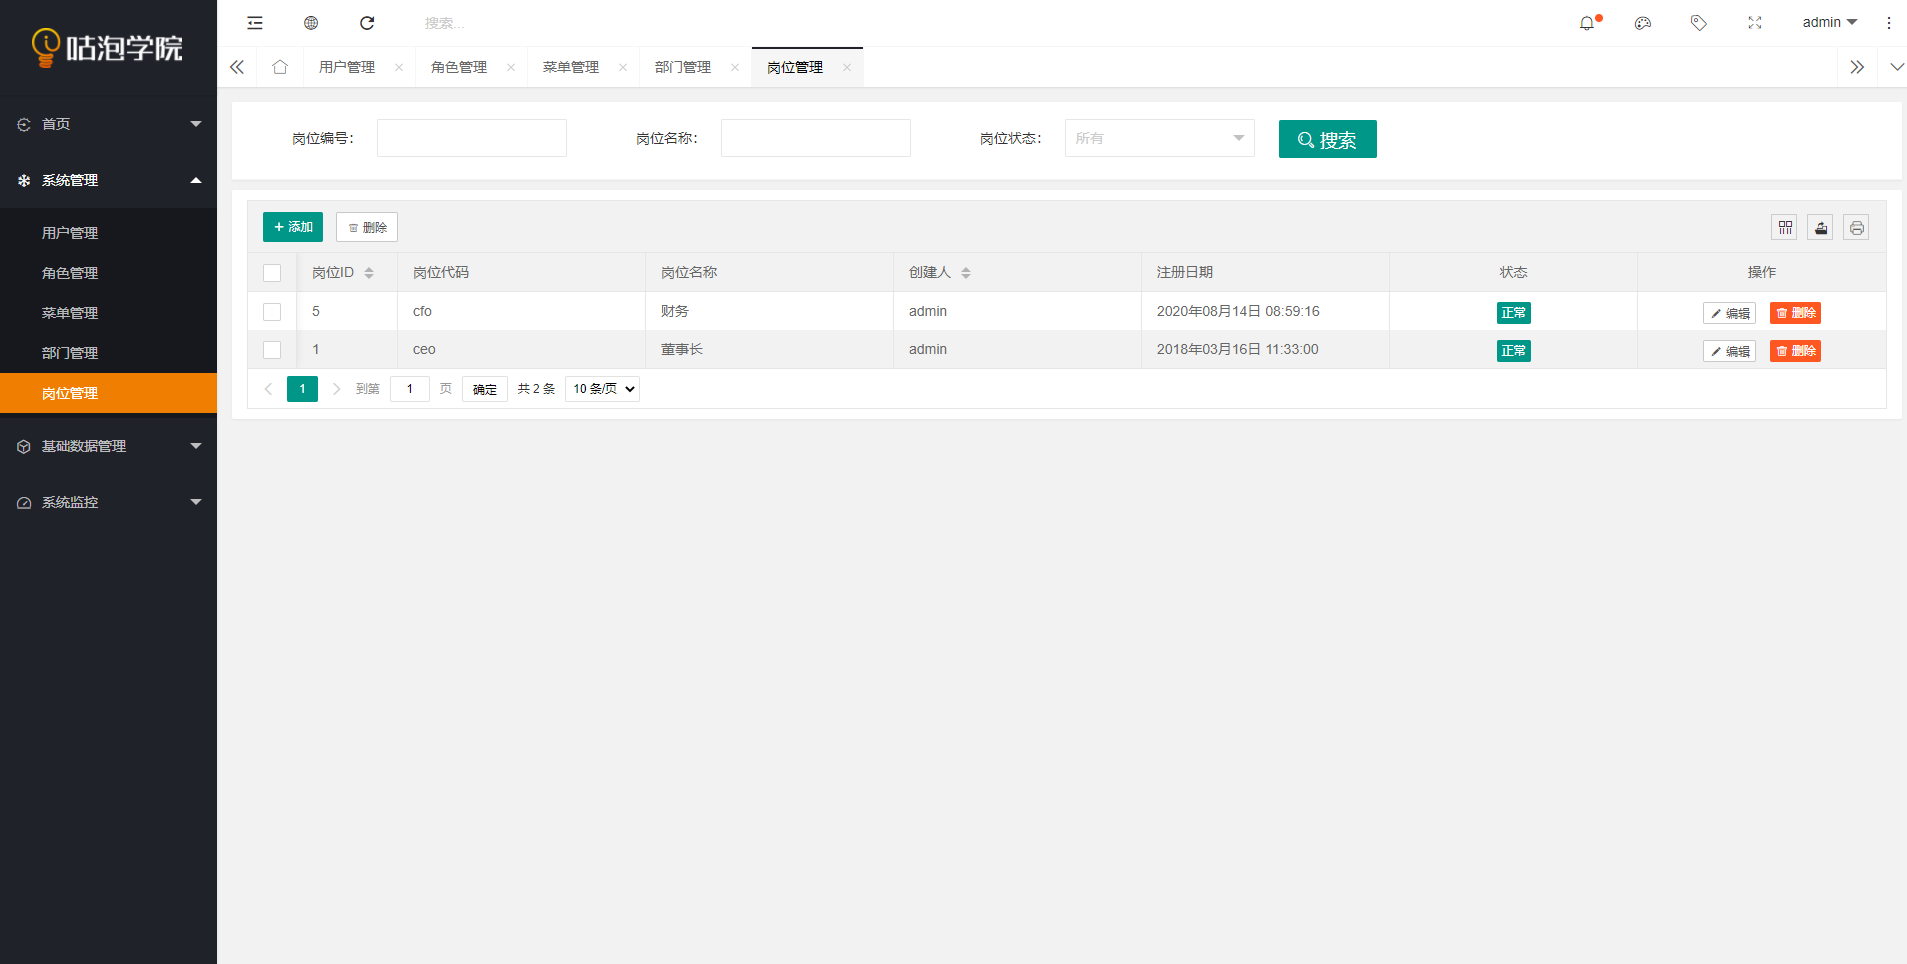 咕泡学院
搜索...
admin
首页
系统管理
用户管理
角色管理
菜单管理
部门管理
岗位管理
基础数据管理
系统监控
用户管理 角色管理 菜单管理 部门管理 岗位管理
岗位编号： 岗位名称： 岗位状态： 所有 搜索
添加 删除
岗位ID 岗位代码 岗位名称 创建人 注册日期 状态 操作
5 cfo 财务 admin 2020年08月14日 08:59:16 正常 编辑 删除
1 ceo 董事长 admin 2018年03月16日 11:33:00 正常 编辑 删除
1 到第 1 页 确定 共 2 条 10 条/页